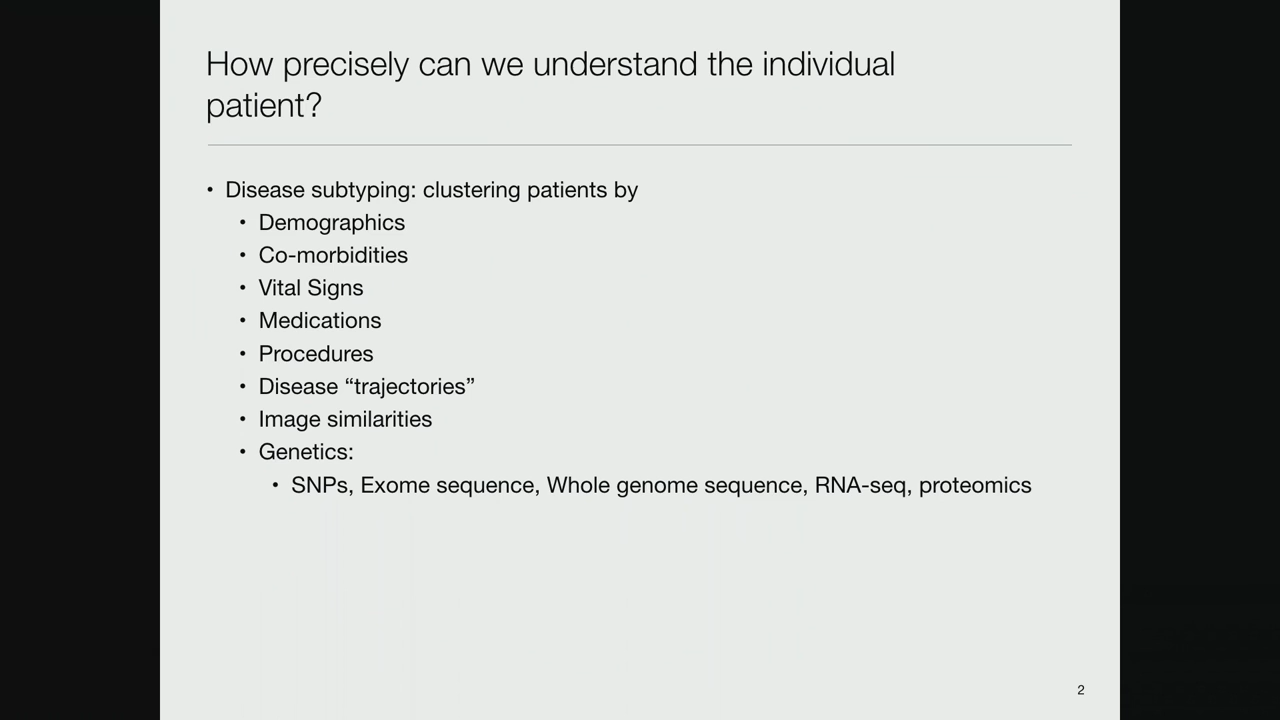 How precisely can we understand the individual
patient?
• Disease subtyping: clustering patients by
• Demographics
• Co-morbidities
• Vital Signs
• Medications
• Procedures
• Disease “trajectories”
• Image similarities
• Genetics:
• SNPs, Exome sequence, Whole genome sequence, RNA-seq, proteomics
2